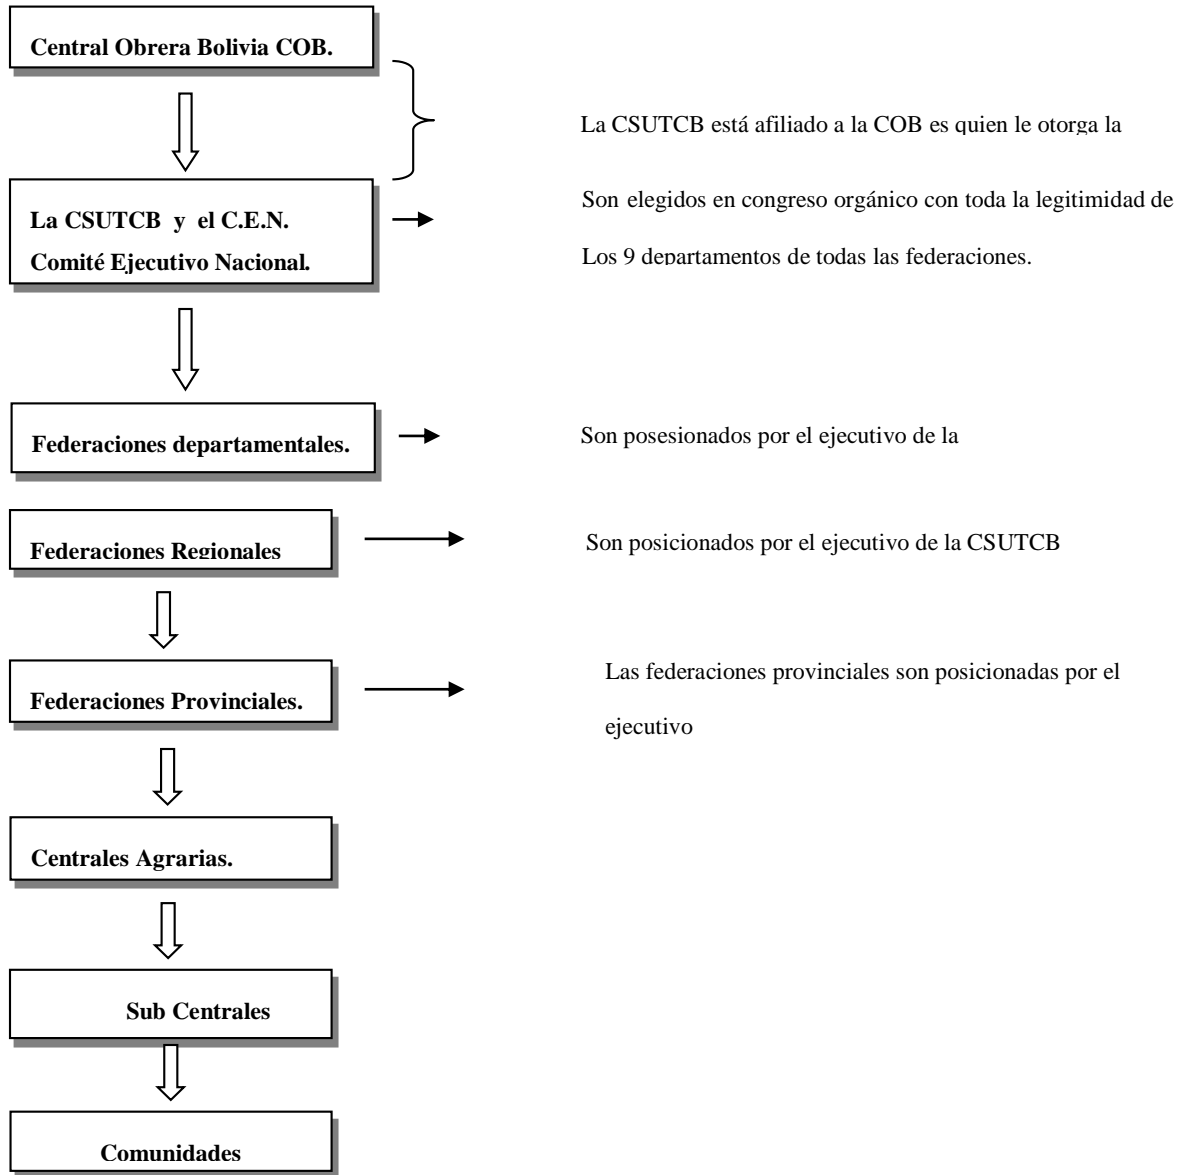 Central Obrera Bolivia COB.
La CSUTCB está afiliado a la COB es quien le otorga la
La CSUTCB y el C.E.N.
Comité Ejecutivo Nacional.
Son elegidos en congreso orgánico con toda la legitimidad de
Los 9 departamentos de todas las federaciones.
Federaciones departamentales.
Son posesionados por el ejecutivo de la
Federaciones Regionales
Son posicionados por el ejecutivo de la CSUTCB
Federaciones Provinciales.
Las federaciones provinciales son posicionadas por el
ejecutivo
Centrales Agrarias.
Sub Centrales
Comunidades